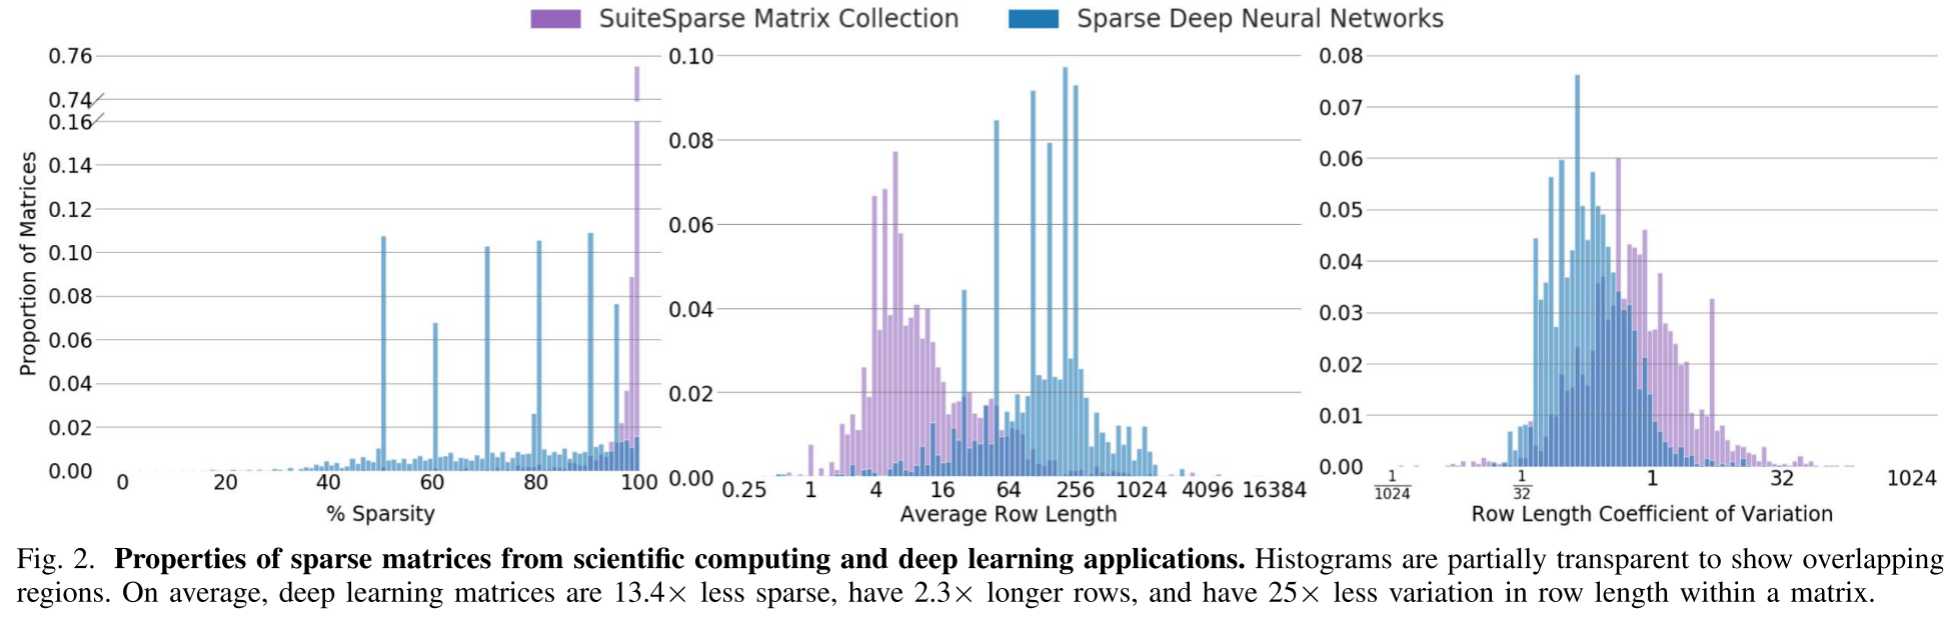 SuiteSparse Matrix Collection
Sparse Deep Neural Networks
Proportion of Matrices
0.76
0.74
0.16
0.14
0.12
0.10
0.08
0.06
0.04
0.02
0.00
0 20 40 60 80 100
% Sparsity
0.10
0.08
0.06
0.04
0.02
0.00
0.25 1 4 16 64 256 1024 4096 16384
Average Row Length
0.08
0.07
0.06
0.05
0.04
0.03
0.02
0.01
0.00
1/1024 1/32 1 32 1024
Row Length Coefficient of Variation
Fig. 2. Properties of sparse matrices from scientific computing and deep learning applications. Histograms are partially transparent to show overlapping
regions. On average, deep learning matrices are 13.4× less sparse, have 2.3× longer rows, and have 25× less variation in row length within a matrix.